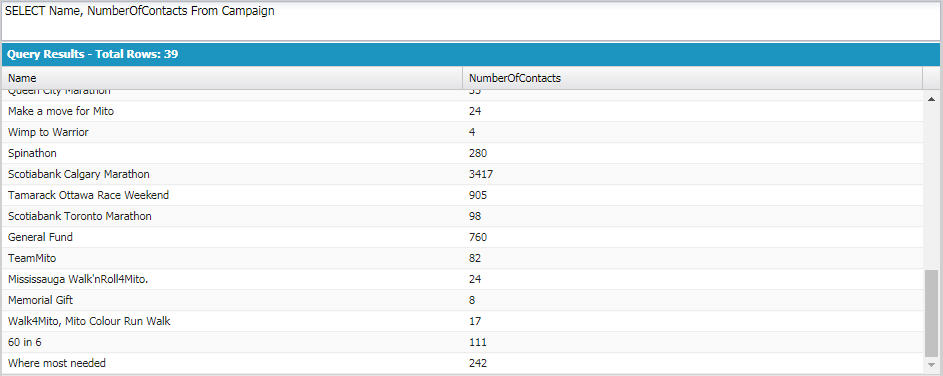 SELECT Name, NumberOfContacts From Campaign
Query Results - Total Rows: 39
Name NumberOfContacts
Queen City Marathon
Make a move for Mito 24
Wimp to Warrior 4
Spinathon 280
Scotiabank Calgary Marathon 3417
Tamarack Ottawa Race Weekend 905
Scotiabank Toronto Marathon 98
General Fund 760
TeamMito 82
Mississauga Walk'nRoll4Mito. 24
Memorial Gift 8
Walk4Mito, Mito Colour Run Walk 17
60 in 6 111
Where most needed 242